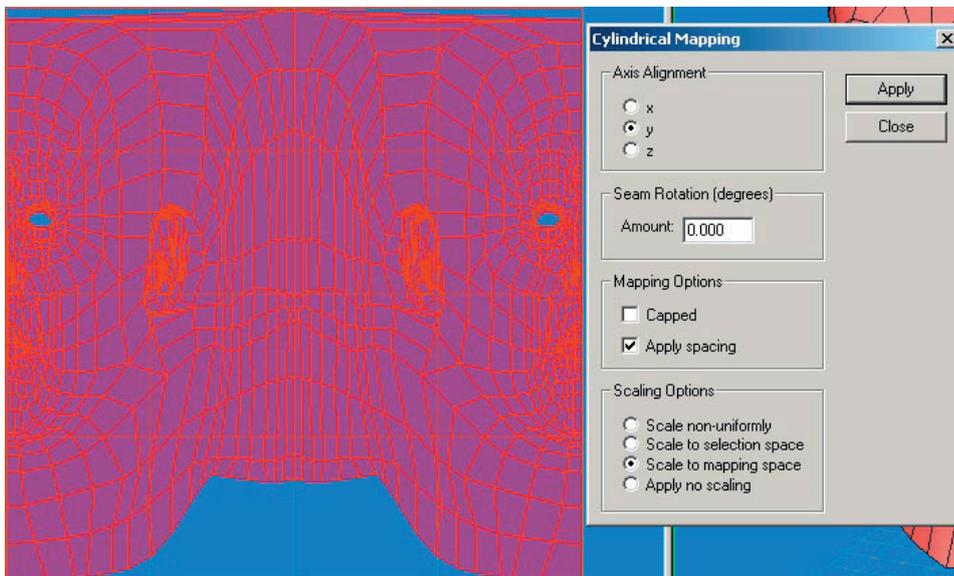 Cylindrical Mapping
Axis Alignment
x
y
z
Apply
Close
Seam Rotation (degrees)
Amount: 0.000
Mapping Options
Capped
Apply spacing
Scaling Options
Scale non-uniformly
Scale to selection space
Scale to mapping space
Apply no scaling